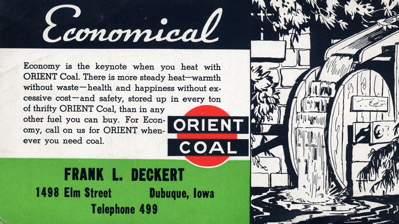 Economical
Economy is the keynote when you heat with
ORIENT Coal. There is more steady heat—warmth
without waste—health and happiness without ex-
cessive cost—and safety, stored up in every ton
of thrifty ORIENT Coal, than in any
other fuel you can buy. For Econ-
omy, call on us for ORIENT when-
ever you need coal.
ORIENT
COAL
FRANK L. DECKERT
1498 Elm Street Dubuque, Iowa
Telephone 499